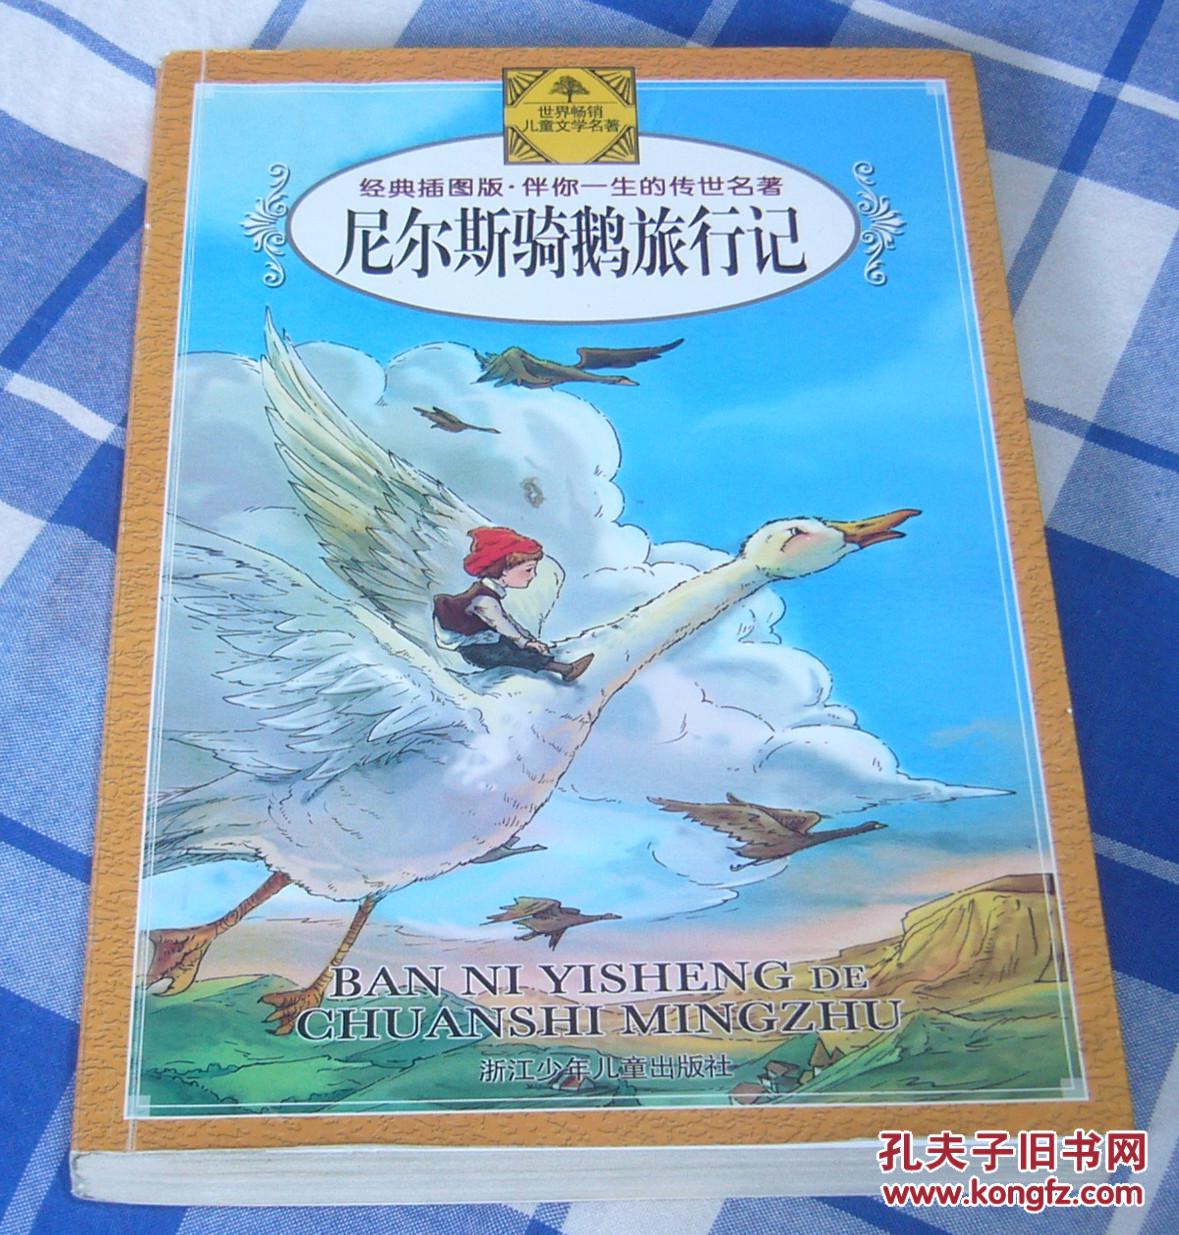 世界畅销
儿童文学名著
经典插图版·伴你一生的传世名著
尼尔斯骑鹅旅行记
BAN NI YISHENG DE
CHUANSHI MINGZHU
浙江少年儿童出版社
孔夫子旧书网
www.kongfz.com